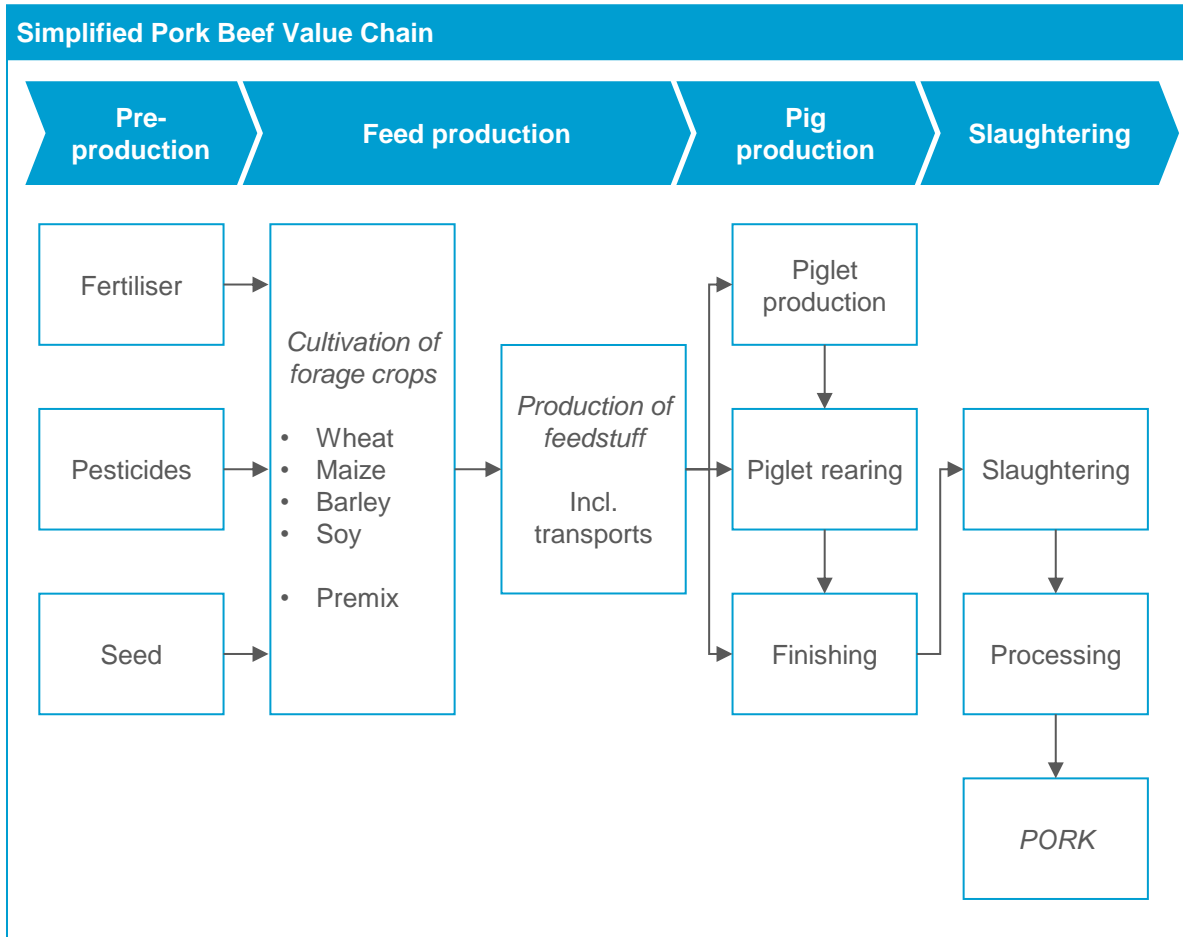 Simplified Pork Beef Value Chain
Pre-
production
Feed production
Pig
production
Slaughtering
Fertiliser
Pesticides
Seed
Cultivation of
forage crops
• Wheat
• Maize
• Barley
• Soy
• Premix
Production of
feedstuff
Incl.
transports
Piglet
production
Piglet rearing
Finishing
Slaughtering
Processing
PORK